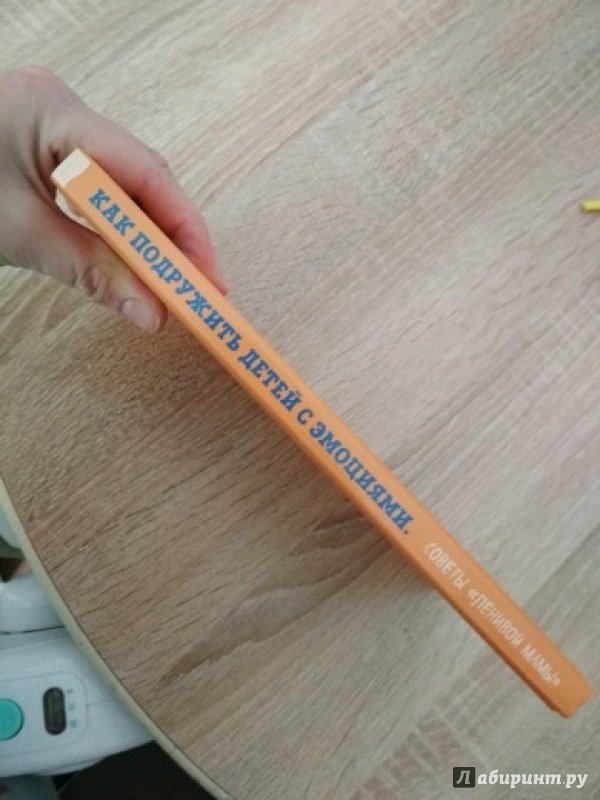 КАК ПОДРУЖИТЬ ДЕТЕЙ С ЭМОЦИЯМИ.
СОВЕТЫ «ЛЕНИВОЙ МАМЫ»
Лабиринт.ру